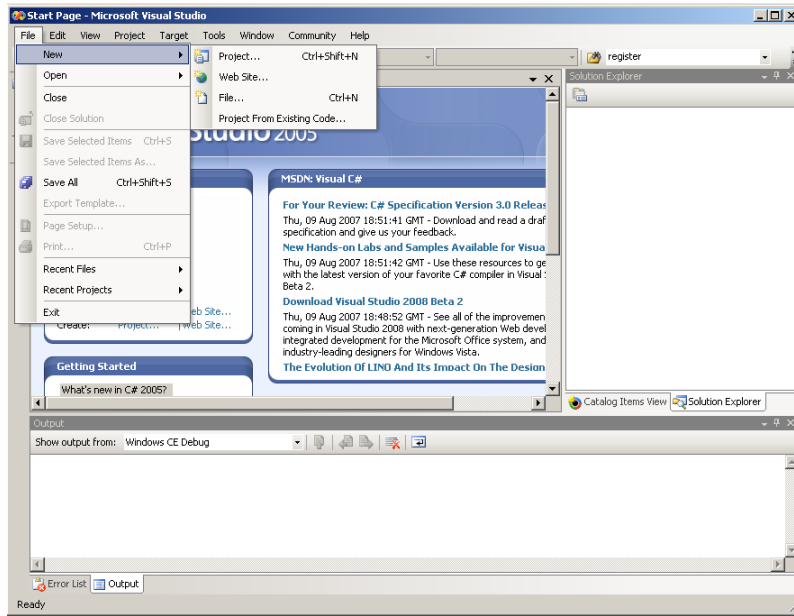 Start Page - Microsoft Visual Studio
File Edit View Project Target Tools Window Community Help
New
Project... Ctrl+Shift+N
register
Open
Web Site...
Solution Explorer
Close
File... Ctrl+N
Close Solution
Project From Existing Code...
Save Selected Items Ctrl+S
2005
Save Selected Items As...
Save All Ctrl+Shift+S
MSDN: Visual C#
Export Template...
For Your Review: C# Specification Version 3.0 Releas
Page Setup...
Thu, 09 Aug 2007 18:51:41 GMT - Download and read a draf
specification and give us your feedback.
Print... Ctrl+P
New Hands-on Labs and Samples Available for Visua
Thu, 09 Aug 2007 18:51:42 GMT - Use these resources to ge
Recent Files
with the latest version of your favorite C# compiler in Visual
Beta 2.
Recent Projects
Download Visual Studio 2008 Beta 2
Exit
eb Site...
Thu, 09 Aug 2007 18:48:52 GMT - See all of the improvemen
Create: Project... Web Site...
coming in Visual Studio 2008 with next-generation Web devel
integrated development for the Microsoft Office system, and
industry-leading designers for Windows Vista.
Getting Started
The Evolution Of LINQ And Its Impact On The Design
What's new in C# 2005?
Catalog Items View Solution Explorer
Output
Show output from: Windows CE Debug
Error List Output
Ready